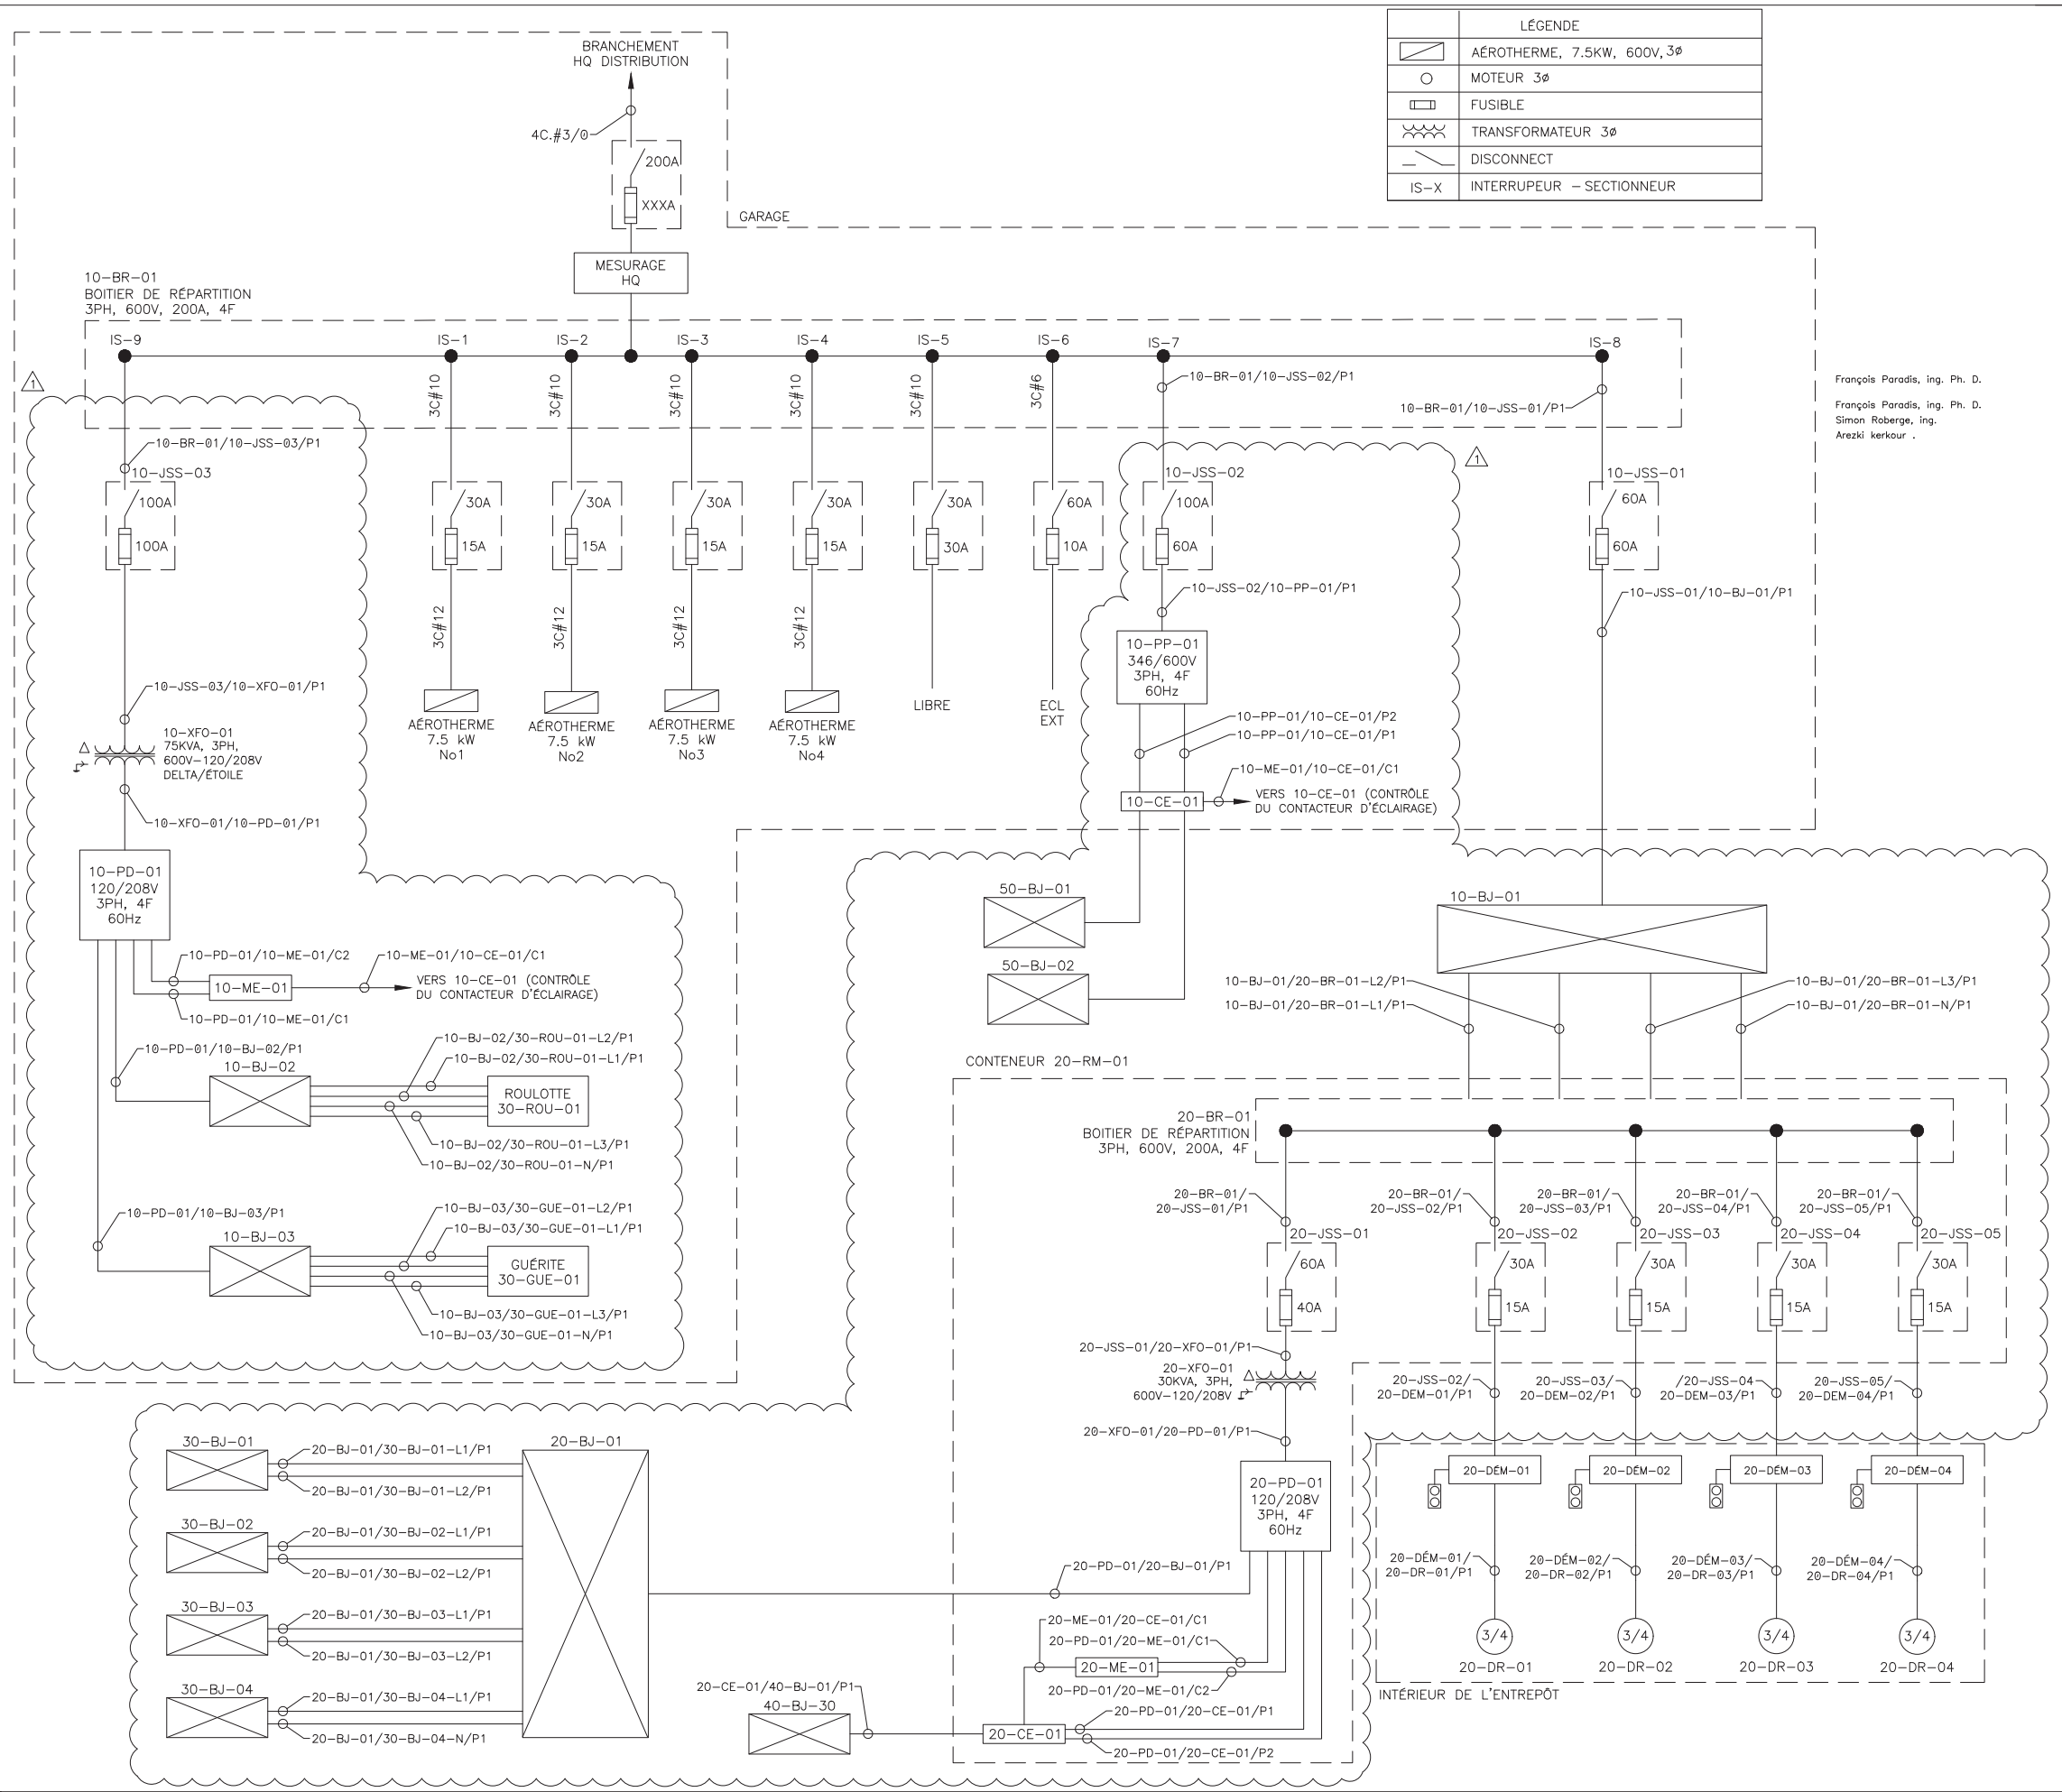 LÉGENDE
AÉROTHERME, 7.5KW, 600V, 3ø
MOTEUR 3ø
FUSIBLE
TRANSFORMATEUR 3ø
DISCONNECT
IS-X INTERRUPEUR - SECTIONNEUR
BRANCHEMENT
HQ DISTRIBUTION
4C.#3/0
200A
XXXA
GARAGE
MESURAGE
HQ
10-BR-01
BOITIER DE RÉPARTITION
3PH, 600V, 200A, 4F
IS-9
IS-1
IS-2
IS-3
IS-4
IS-5
IS-6
IS-7
IS-8
1
3C#10
3C#10
3C#10
3C#10
3C#10
3C#6
10-BR-01/10-JSS-02/P1
10-BR-01/10-JSS-01/P1
François Paradis, ing. Ph. D.
François Paradis, ing. Ph. D.
Simon Roberge, ing.
Arezki kerkour .
10-BR-01/10-JSS-03/P1
10-JSS-03
100A
100A
30A
15A
30A
15A
30A
15A
30A
15A
30A
30A
60A
10A
10-JSS-02
100A
60A
1
10-JSS-01
60A
60A
10-JSS-02/10-PP-01/P1
10-JSS-01/10-BJ-01/P1
3C#12
3C#12
3C#12
3C#12
10-PP-01
346/600V
3PH, 4F
60Hz
10-JSS-03/10-XFO-01/P1
AÉROTHERME
7.5 kW
No1
AÉROTHERME
7.5 kW
No2
AÉROTHERME
7.5 kW
No3
AÉROTHERME
7.5 kW
No4
LIBRE
ECL
EXT
10-XFO-01
75KVA, 3PH,
600V-120/208V
DELTA/ÉTOILE
10-XFO-01/10-PD-01/P1
10-PP-01/10-CE-01/P2
10-PP-01/10-CE-01/P1
10-ME-01/10-CE-01/C1
10-CE-01
VERS 10-CE-01 (CONTRÔLE
DU CONTACTEUR D'ÉCLAIRAGE)
10-PD-01
120/208V
3PH, 4F
60Hz
50-BJ-01
50-BJ-02
10-BJ-01
10-PD-01/10-ME-01/C2
10-ME-01
10-PD-01/10-ME-01/C1
10-ME-01/10-CE-01/C1
VERS 10-CE-01 (CONTRÔLE
DU CONTACTEUR D'ÉCLAIRAGE)
10-BJ-01/20-BR-01-L2/P1
10-BJ-01/20-BR-01-L1/P1
10-BJ-01/20-BR-01-L3/P1
10-BJ-01/20-BR-01-N/P1
10-PD-01/10-BJ-02/P1
10-BJ-02
10-BJ-02/30-ROU-01-L2/P1
10-BJ-02/30-ROU-01-L1/P1
ROULOTTE
30-ROU-01
10-BJ-02/30-ROU-01-L3/P1
10-BJ-02/30-ROU-01-N/P1
10-PD-01/10-BJ-03/P1
10-BJ-03
10-BJ-03/30-GUE-01-L2/P1
10-BJ-03/30-GUE-01-L1/P1
GUÉRITE
30-GUE-01
10-BJ-03/30-GUE-01-L3/P1
10-BJ-03/30-GUE-01-N/P1
CONTENEUR 20-RM-01
20-BR-01
BOITIER DE RÉPARTITION
3PH, 600V, 200A, 4F
20-BR-01/
20-JSS-01/P1
20-BR-01/
20-JSS-02/P1
20-BR-01/
20-JSS-03/P1
20-BR-01/
20-JSS-04/P1
20-BR-01/
20-JSS-05/P1
20-JSS-01
60A
40A
20-JSS-02
30A
15A
20-JSS-03
30A
15A
20-JSS-04
30A
15A
20-JSS-05
30A
15A
20-JSS-01/20-XFO-01/P1
20-XFO-01
30KVA, 3PH,
600V-120/208V
20-JSS-02/
20-DEM-01/P1
20-JSS-03/
20-DEM-02/P1
/20-JSS-04
20-DEM-03/P1
20-JSS-05/
20-DEM-04/P1
20-XFO-01/20-PD-01/P1
20-PD-01
120/208V
3PH, 4F
60Hz
20-DÉM-01
20-DÉM-02
20-DÉM-03
20-DÉM-04
20-DÉM-01/
20-DR-01/P1
20-DÉM-02/
20-DR-02/P1
20-DÉM-03/
20-DR-03/P1
20-DÉM-04/
20-DR-04/P1
3/4
3/4
3/4
3/4
20-DR-01
20-DR-02
20-DR-03
20-DR-04
INTÉRIEUR DE L'ENTREPÔT
30-BJ-01
20-BJ-01/30-BJ-01-L1/P1
20-BJ-01/30-BJ-01-L2/P1
20-BJ-01
30-BJ-02
20-BJ-01/30-BJ-02-L1/P1
20-BJ-01/30-BJ-02-L2/P1
30-BJ-03
20-BJ-01/30-BJ-03-L1/P1
20-BJ-01/30-BJ-03-L2/P1
30-BJ-04
20-BJ-01/30-BJ-04-L1/P1
20-BJ-01/30-BJ-04-N/P1
20-PD-01/20-BJ-01/P1
20-ME-01/20-CE-01/C1
20-PD-01/20-ME-01/C1
20-ME-01
20-PD-01/20-ME-01/C2
20-CE-01/40-BJ-01/P1
40-BJ-30
20-PD-01/20-CE-01/P1
20-CE-01
20-PD-01/20-CE-01/P2